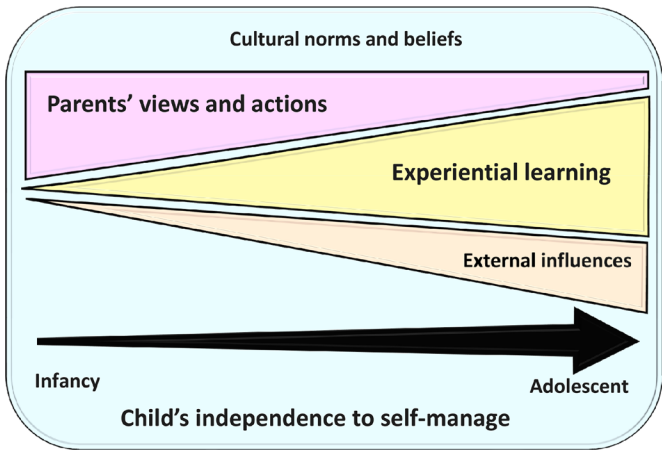 Cultural norms and beliefs
Parents’ views and actions
Experiential learning
External influences
Infancy
Adolescent
Child’s independence to self-manage